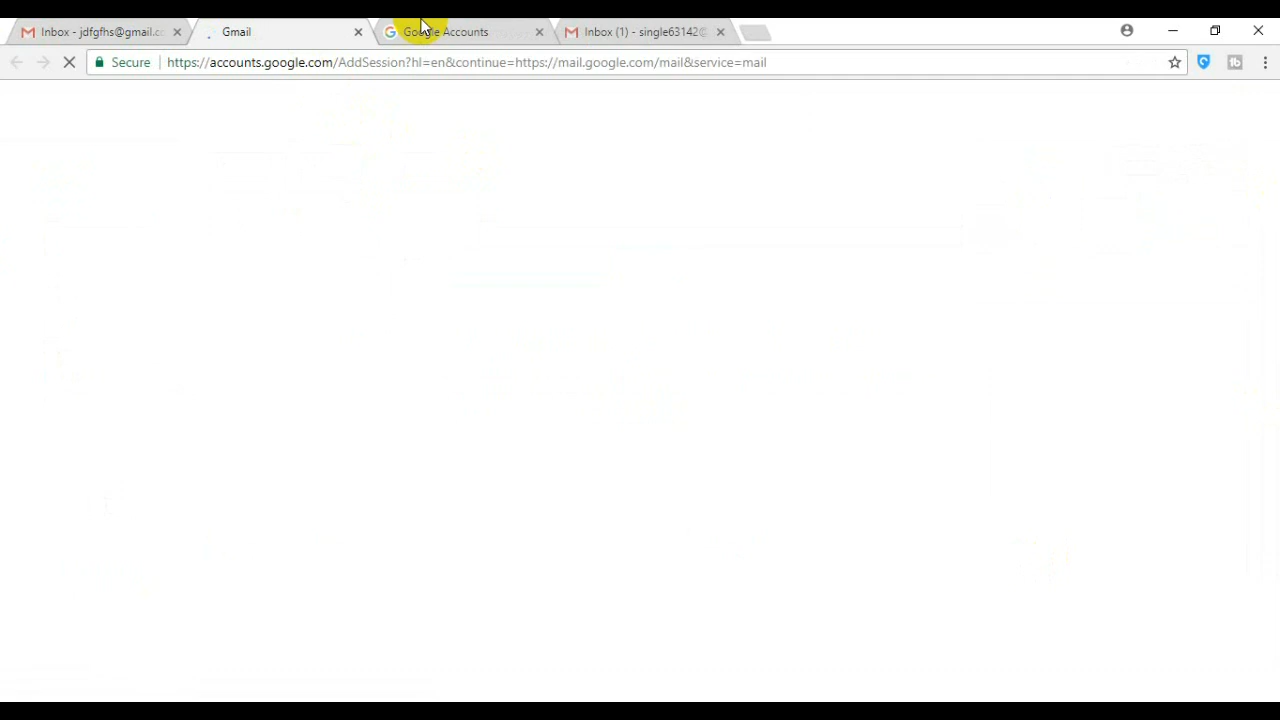 Inbox - jdfgfhs@gmail.cc
Gmail
Google Accounts
Inbox (1) - single63142@
Secure
https://accounts.google.com/AddSession?hl=en&continue=https://mail.google.com/mail&service=mail